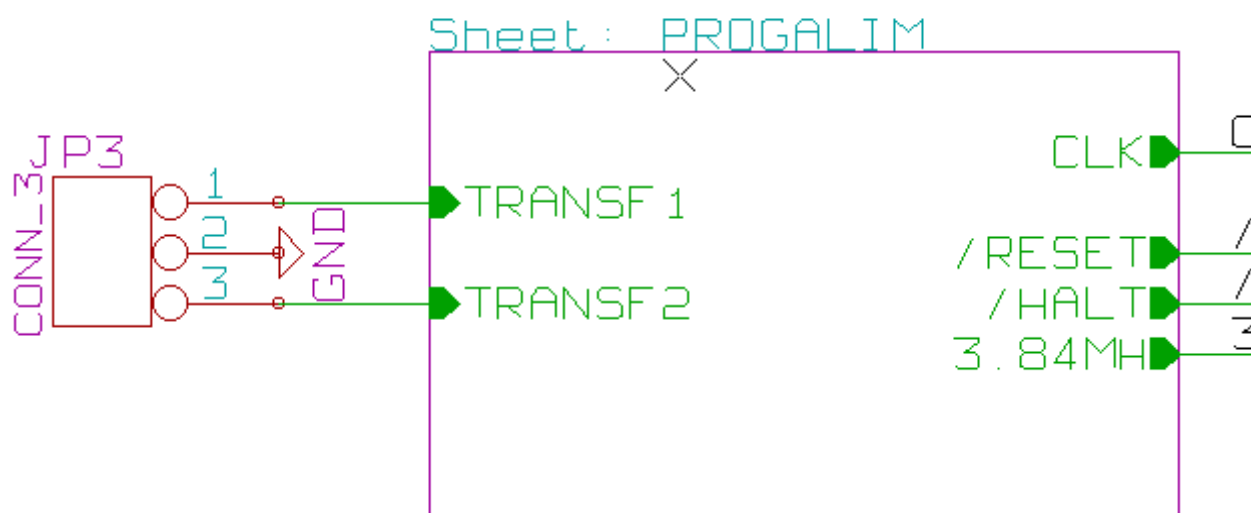 Sheet: PROGALIM
JP3
CONN_3
1
2
3
GND
TRANSF1
TRANSF2
CLK
/RESET
/HALT
3.84MH